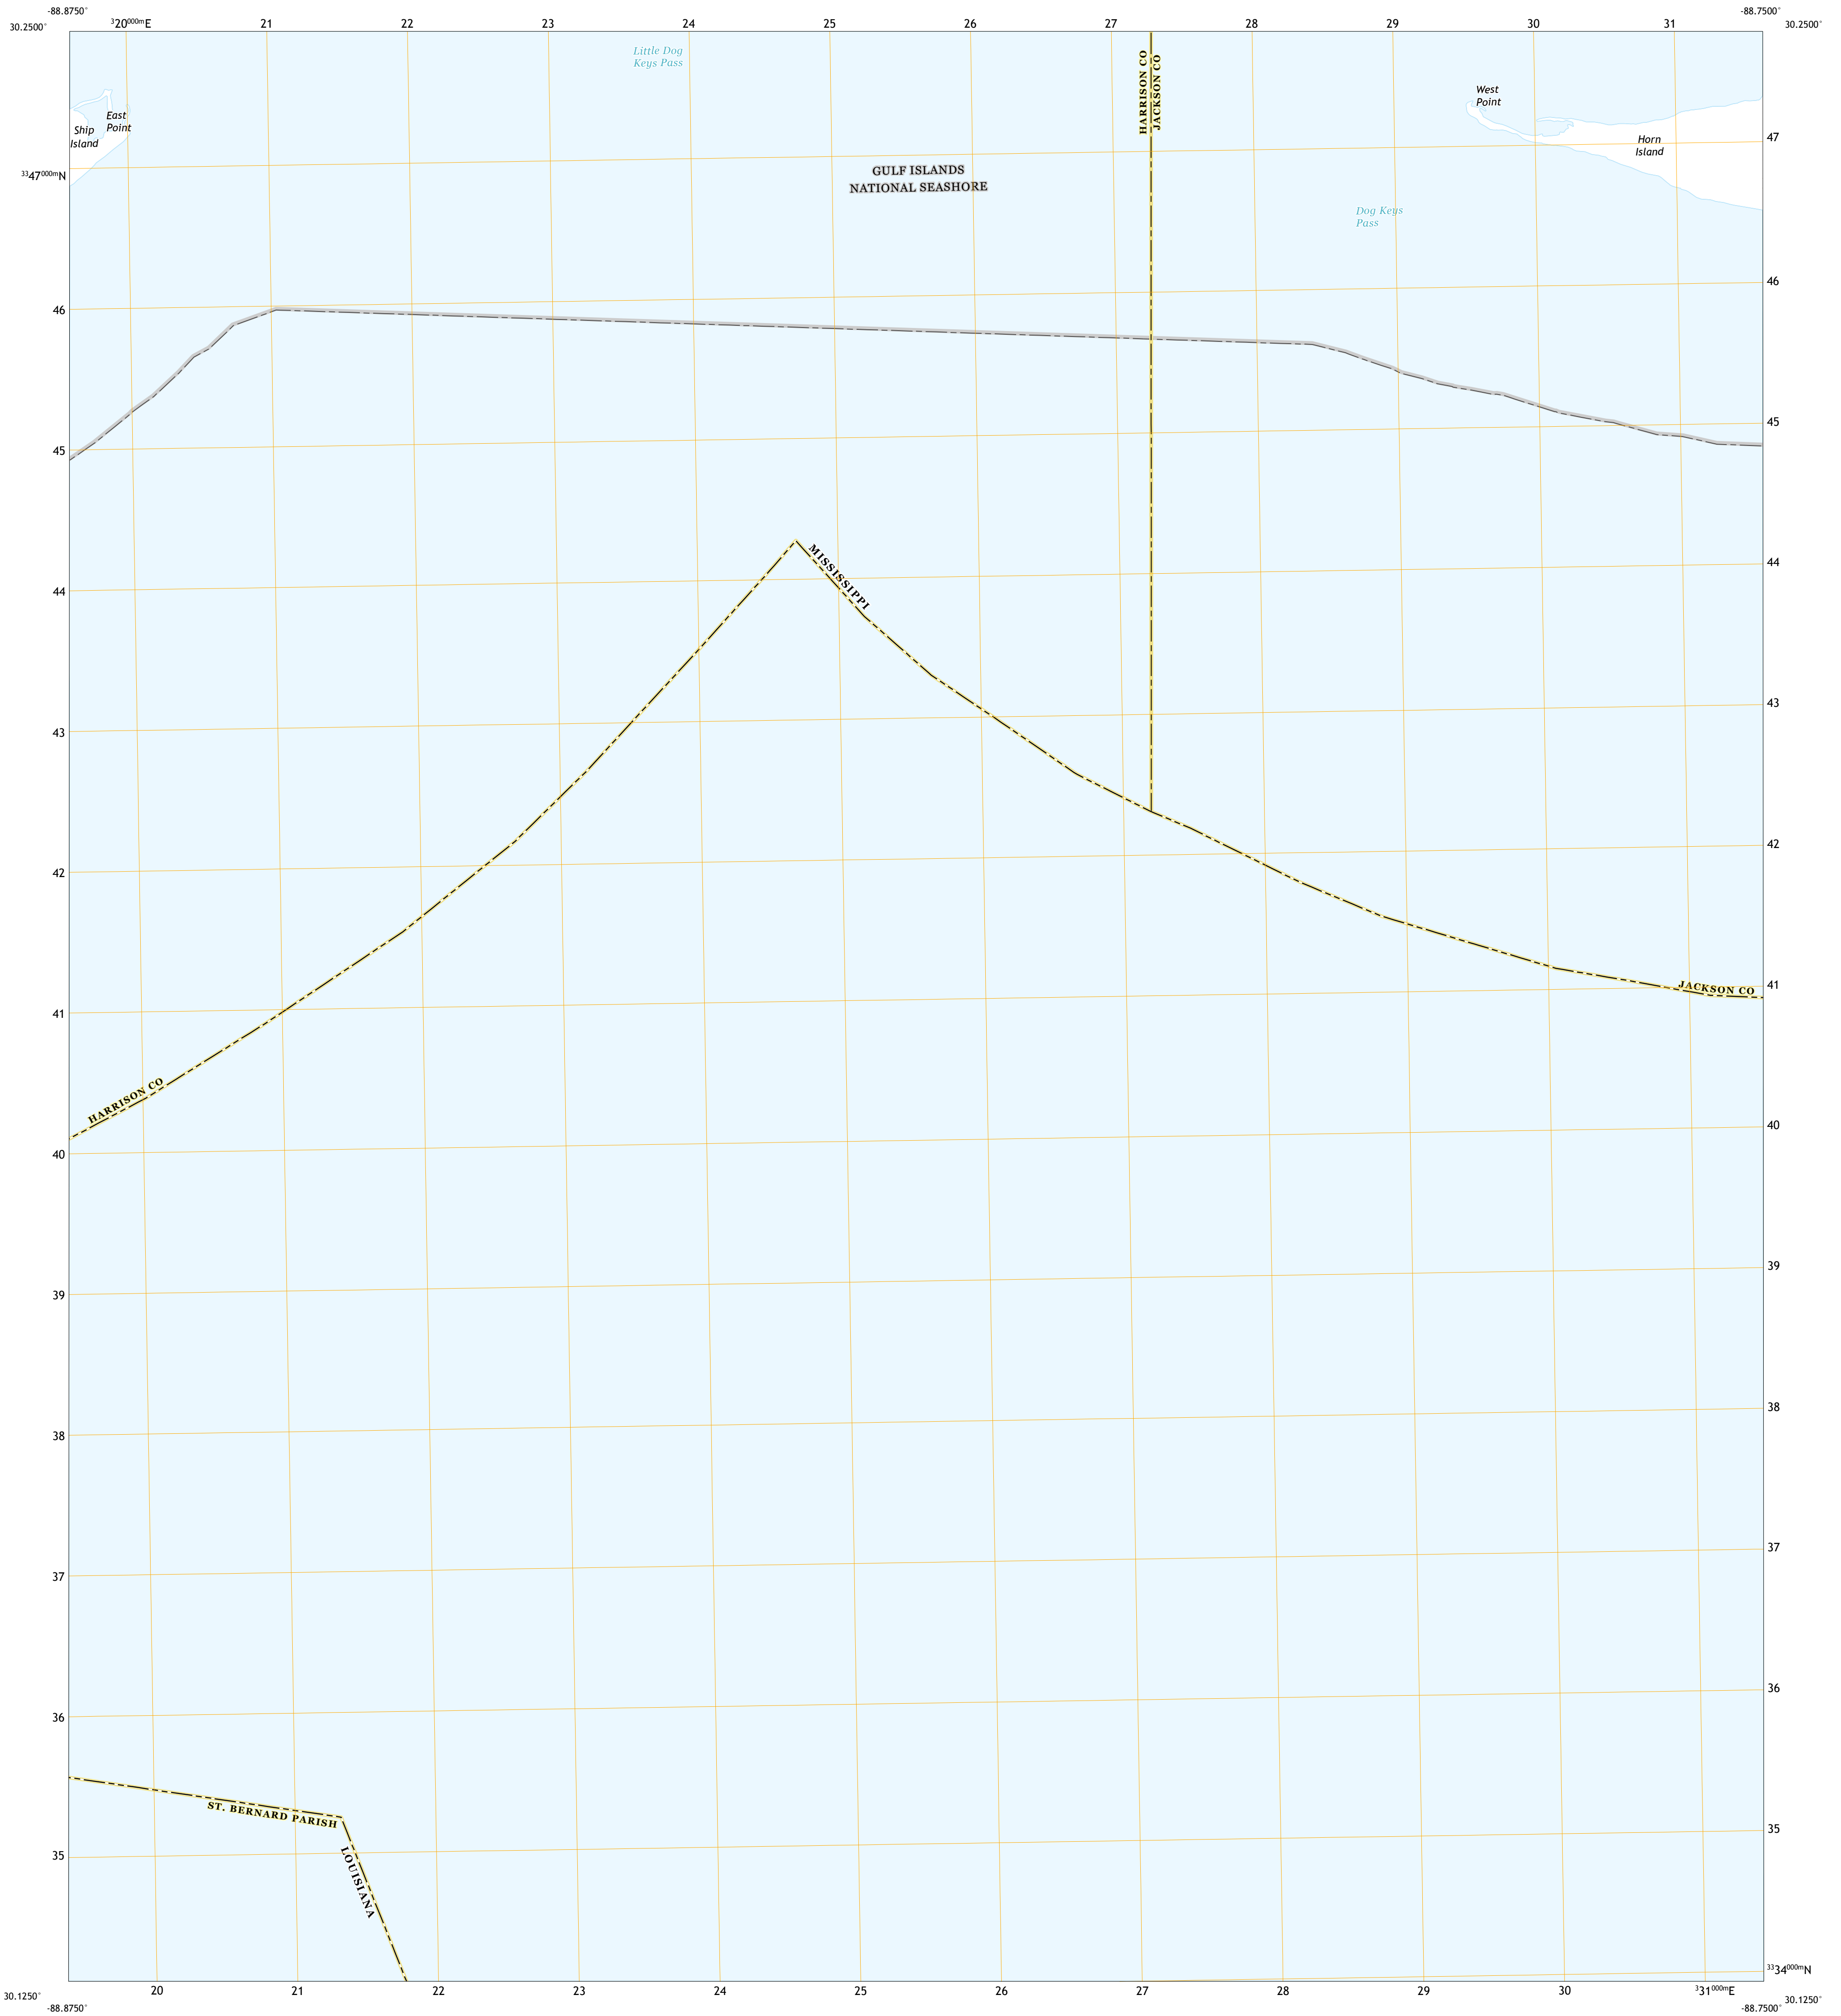 -88.8750°
-88.7500°
30.2500°
³20⁰⁰⁰ᵐE
21
22
23
24
25
26
27
28
29
30
31
30.2500°
Little Dog
Keys Pass
HARRISON CO
JACKSON CO
West
Point
East
Point
Ship
Island
Horn
Island
47
³³47⁰⁰⁰ᵐN
GULF ISLANDS
NATIONAL SEASHORE
Dog Keys
Pass
46
46
45
45
MISSISSIPPI
44
44
43
43
42
42
41
41
JACKSON CO
HARRISON CO
40
40
39
39
38
38
37
37
36
36
ST. BERNARD PARISH
35
35
LOUISIANA
³³34⁰⁰⁰ᵐN
20
21
22
23
24
25
26
27
28
29
30
³31⁰⁰⁰ᵐE
30.1250°
30.1250°
-88.8750°
-88.7500°